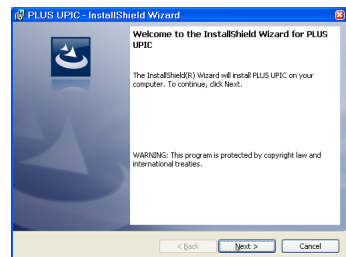 PLUS UPIC - InstallShield Wizard
Welcome to the InstallShield Wizard for PLUS
UPIC
The InstallShield(R) Wizard will install PLUS UPIC on your
computer. To continue, click Next.
WARNING: This program is protected by copyright law and
international treaties.
< Back
Next >
Cancel